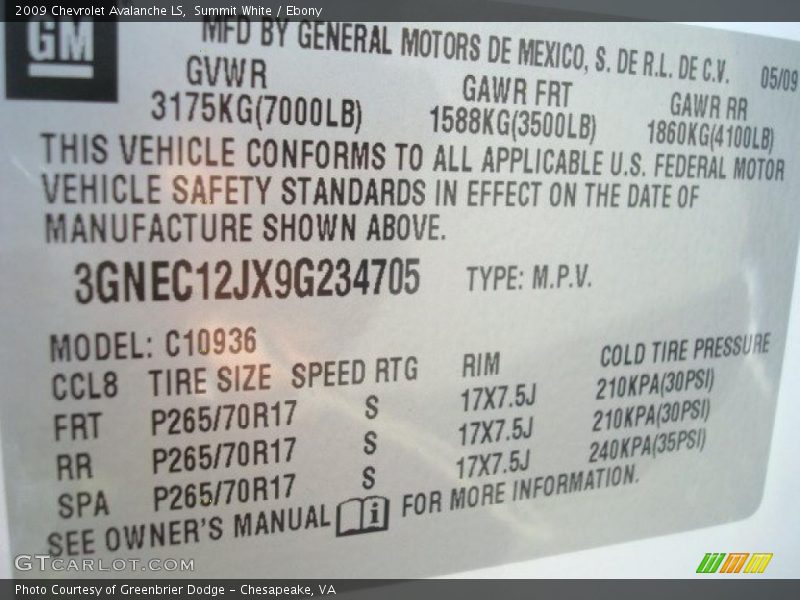 2009 Chevrolet Avalanche LS, Summit White / Ebony
GM
MFD BY GENERAL MOTORS DE MEXICO, S. DE R.L. DE C.V. 05/09
GVWR GAWR FRT GAWR RR
3175KG(7000LB) 1588KG(3500LB) 1860KG(4100LB)
THIS VEHICLE CONFORMS TO ALL APPLICABLE U.S. FEDERAL MOTOR
VEHICLE SAFETY STANDARDS IN EFFECT ON THE DATE OF
MANUFACTURE SHOWN ABOVE.
3GNEC12JX9G234705 TYPE: M.P.V.
MODEL: C10936
CCL8 TIRE SIZE SPEED RTG RIM COLD TIRE PRESSURE
FRT P265/70R17 S 17X7.5J 210KPA(30PSI)
RR P265/70R17 S 17X7.5J 210KPA(30PSI)
SPA P265/70R17 S 17X7.5J 240KPA(35PSI)
SEE OWNER'S MANUAL i FOR MORE INFORMATION.
GTCARLOT.COM
Photo Courtesy of Greenbrier Dodge - Chesapeake, VA